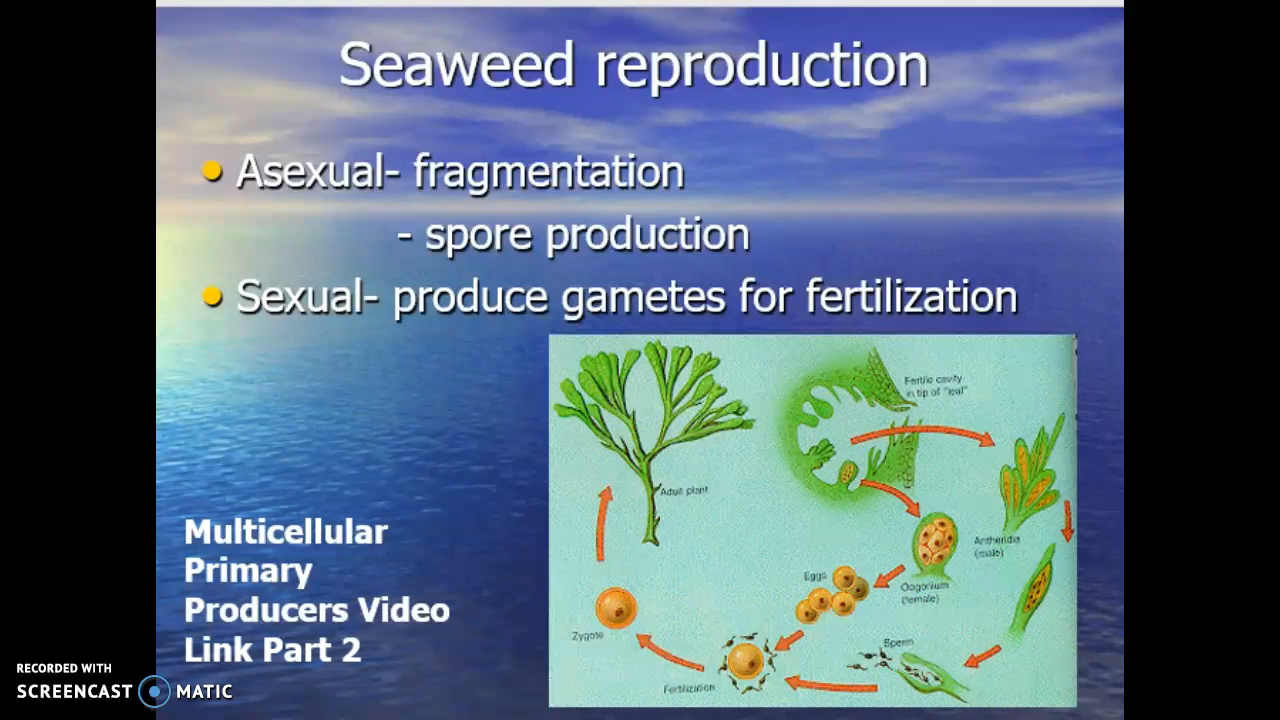 Seaweed reproduction
• Asexual- fragmentation
- spore production
• Sexual- produce gametes for fertilization
Fertile cavity
in tip of "leaf"
Adult plant
Antheridia
(male)
Eggs
Oogonium
(female)
Zygote
Sperm
Fertilization
Multicellular
Primary
Producers Video
Link Part 2
RECORDED WITH
SCREENCAST MATIC